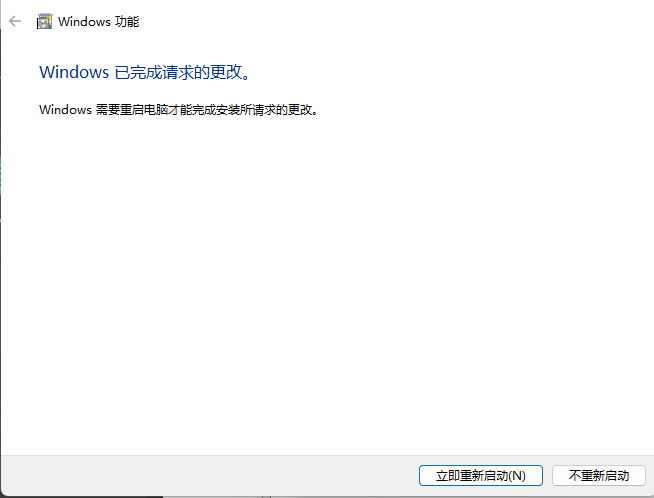 Windows 功能
Windows 已完成请求的更改。
Windows 需要重启电脑才能完成安装所请求的更改。
立即重新启动(N) 不重新启动